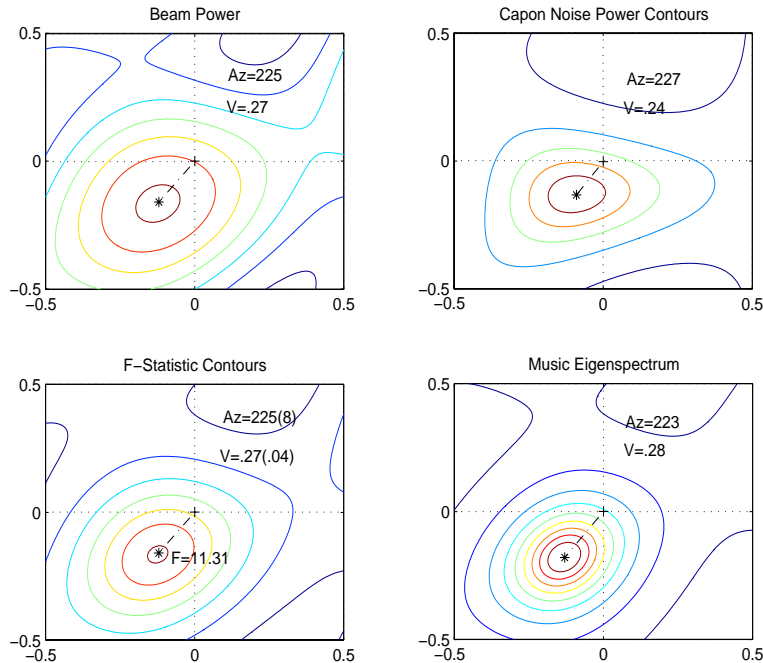 Beam Power
0.5
Az=225
V=.27
0
−0.5
−0.5
0
0.5
Capon Noise Power Contours
0.5
Az=227
V=.24
0
−0.5
−0.5
0
0.5
F−Statistic Contours
0.5
Az=225(8)
V=.27(.04)
0
F=11.31
−0.5
−0.5
0
0.5
Music Eigenspectrum
0.5
Az=223
V=.28
0
−0.5
−0.5
0
0.5